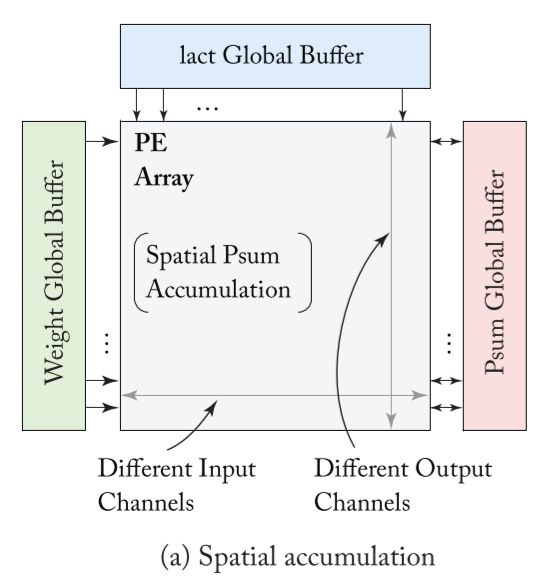 Iact Global Buffer
...
PE
Array
Weight Global Buffer
Spatial Psum
Accumulation
Psum Global Buffer
...
...
Different Input
Channels
Different Output
Channels
(a) Spatial accumulation